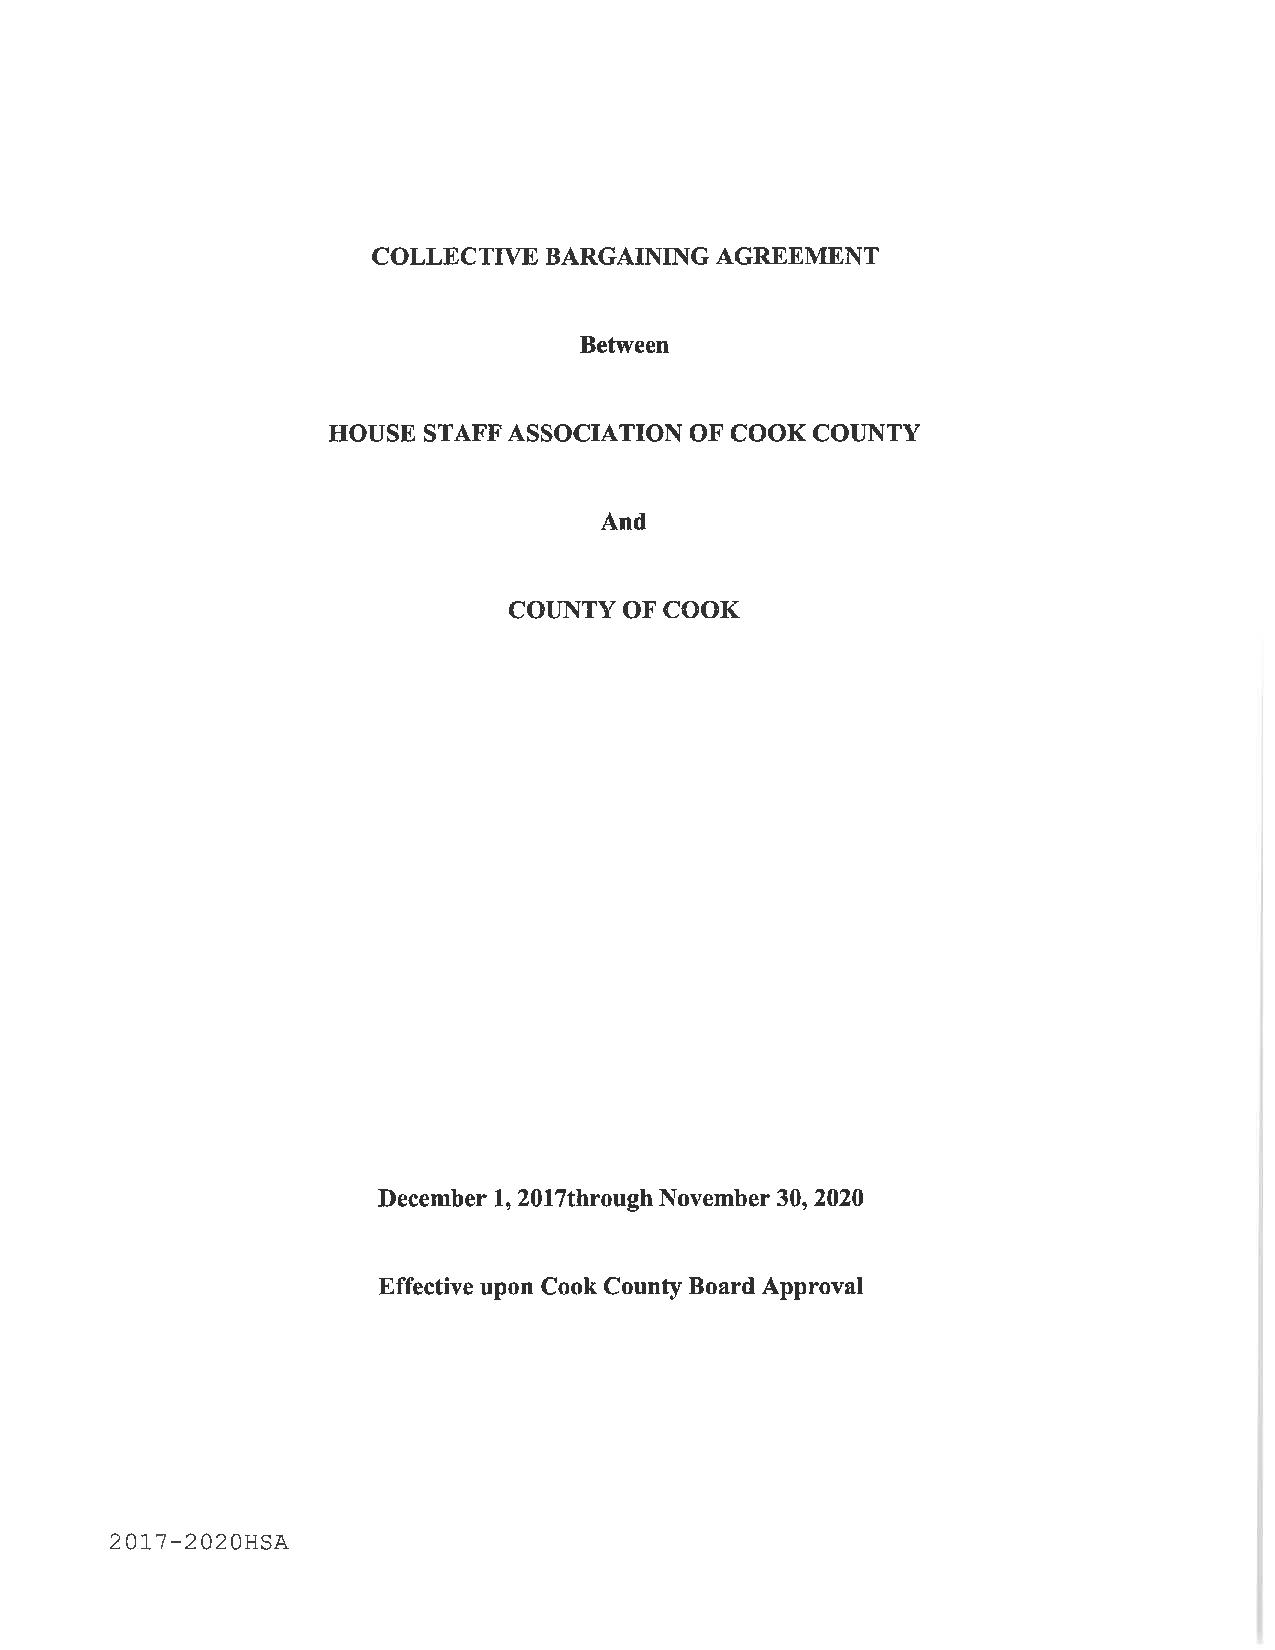 COLLECTIVE BARGAINING AGREEMENT
Between
HOUSE STAFF ASSOCIATION OF COOK COUNTY
And
COUNTY OF COOK
December 1, 2017through November 30, 2020
Effective upon Cook County Board Approval
2017-2020HSA